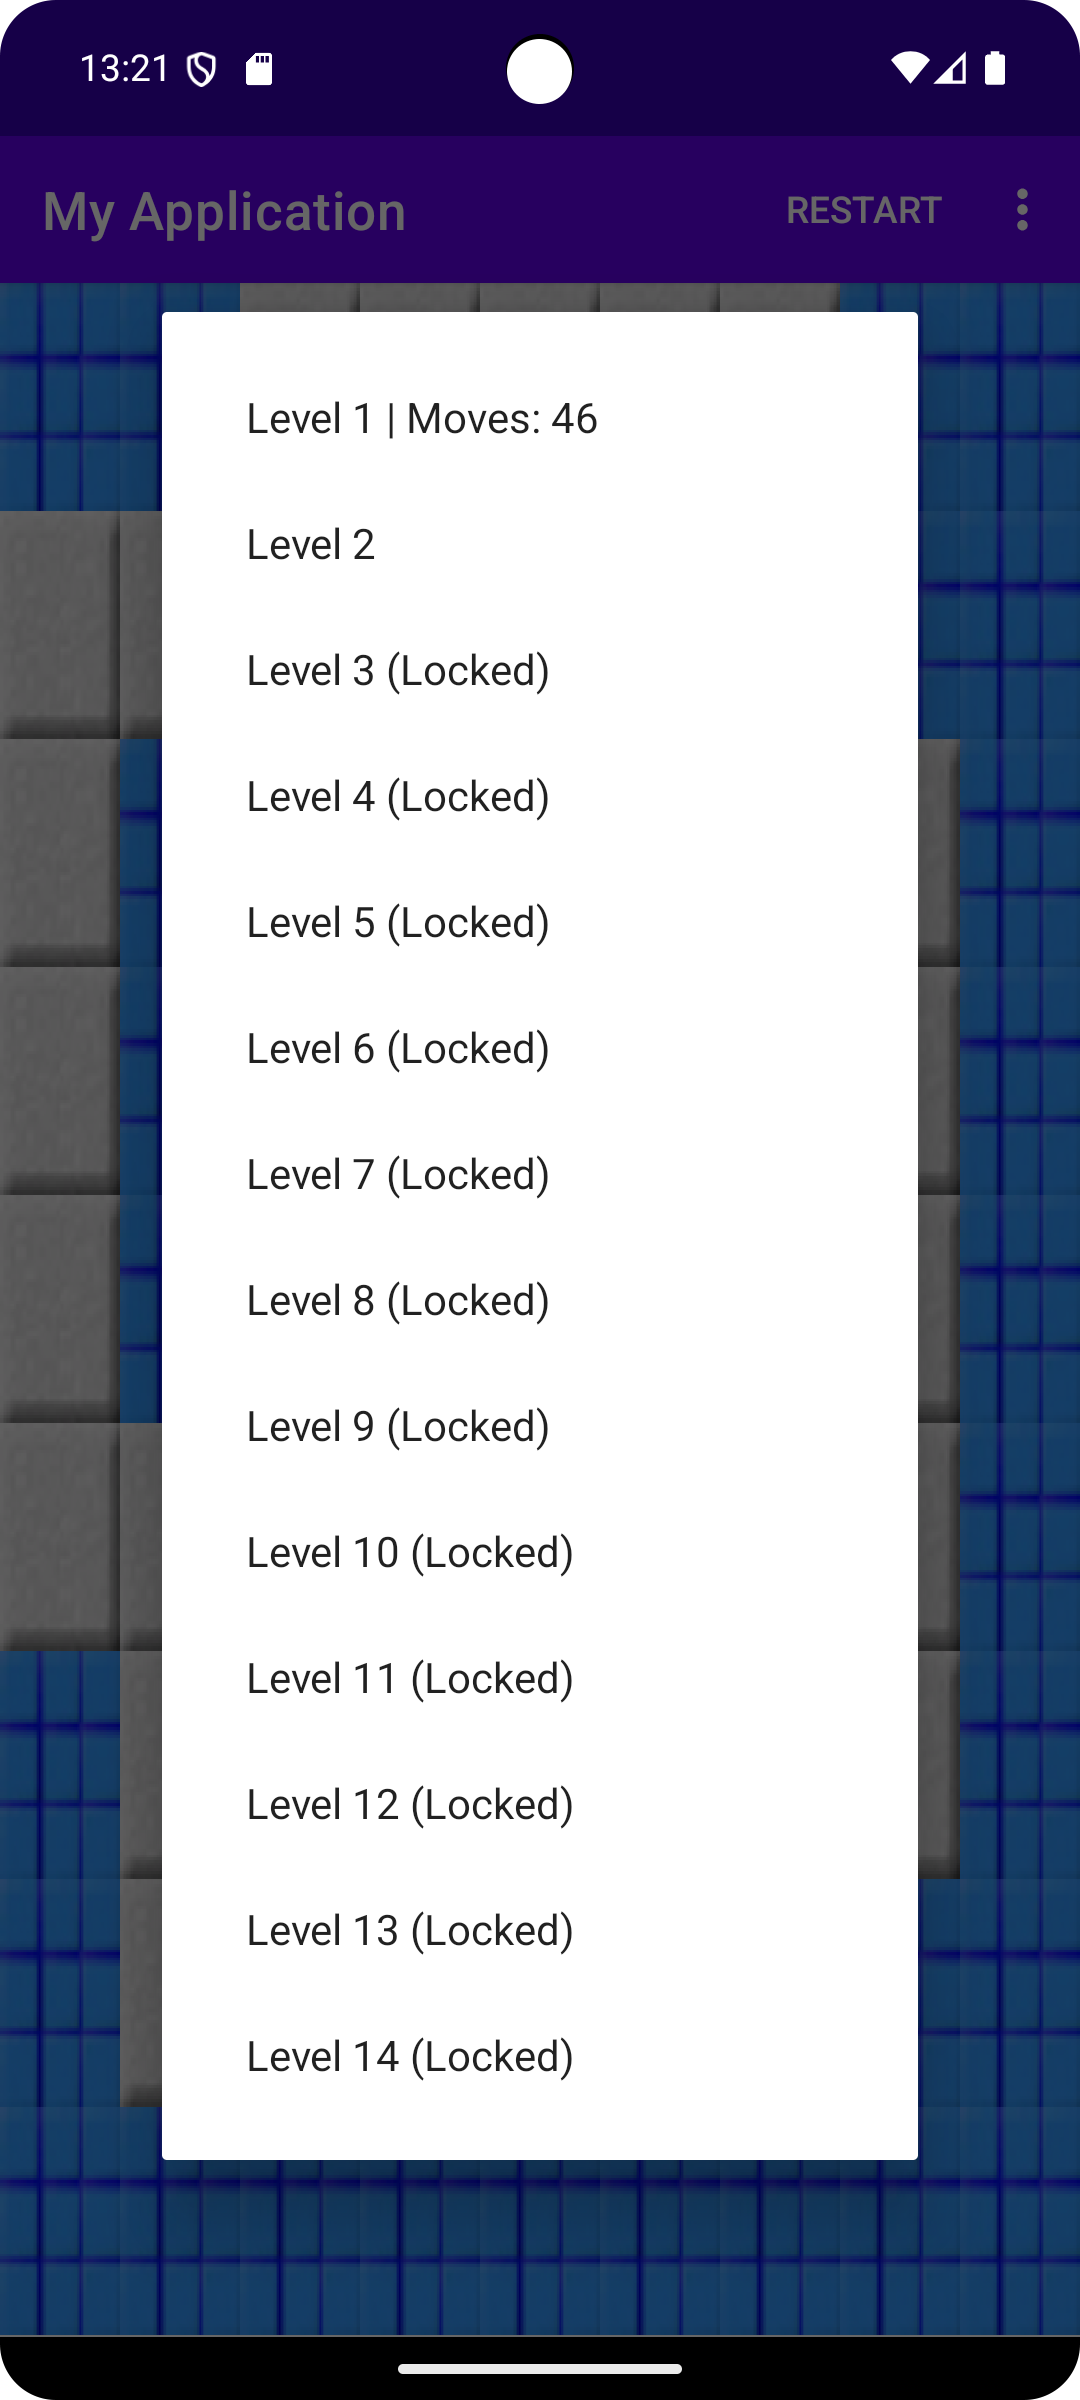 13:21
My Application
RESTART
Level 1 | Moves: 46
Level 2
Level 3 (Locked)
Level 4 (Locked)
Level 5 (Locked)
Level 6 (Locked)
Level 7 (Locked)
Level 8 (Locked)
Level 9 (Locked)
Level 10 (Locked)
Level 11 (Locked)
Level 12 (Locked)
Level 13 (Locked)
Level 14 (Locked)